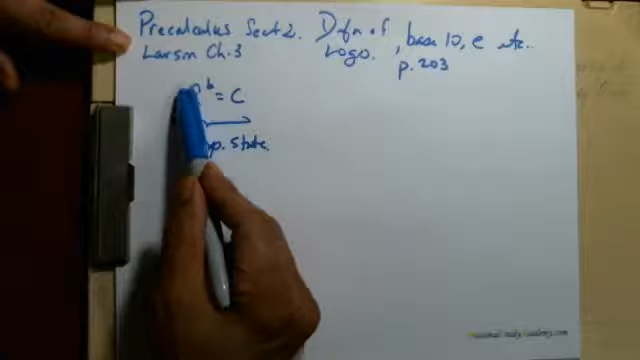 Precalculus Sect 2. Dfn of Logs. , base 10, e etc.
Larson Ch. 3 p. 203
b = C
p. State.